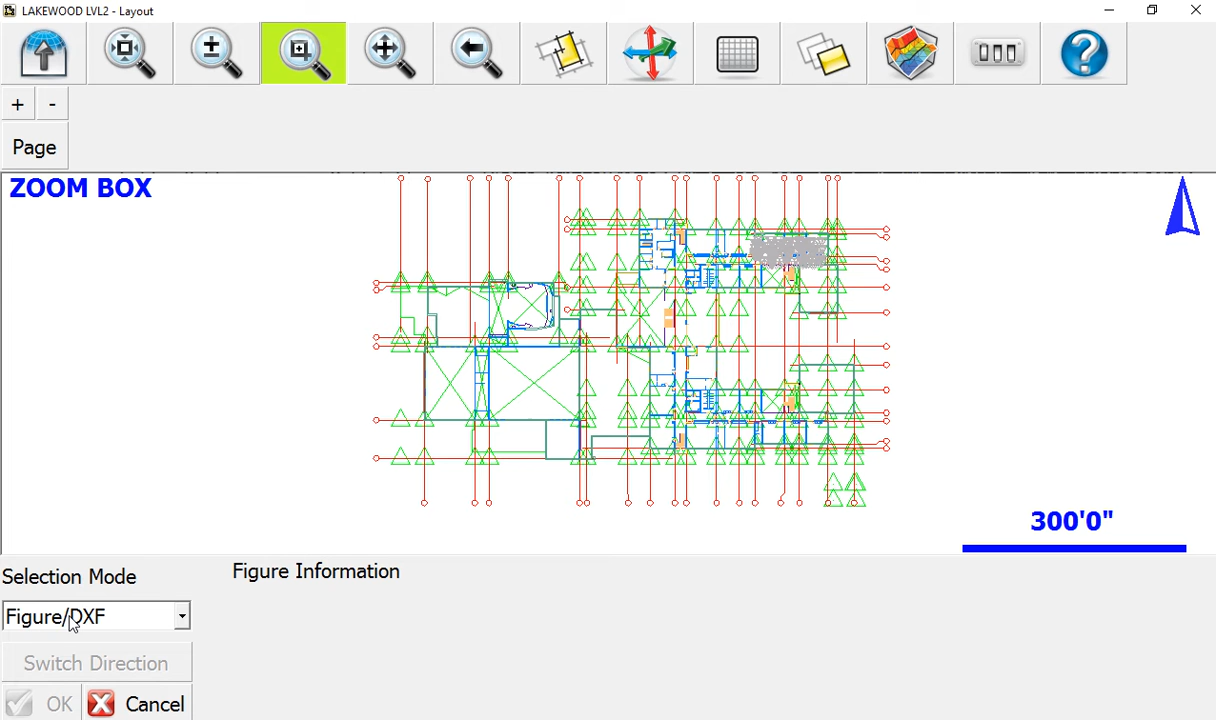 LAKEWOOD LVL2 - Layout
+ -
Page
ZOOM BOX
300'0"
Selection Mode
Figure Information
Figure/DXF
Switch Direction
OK Cancel